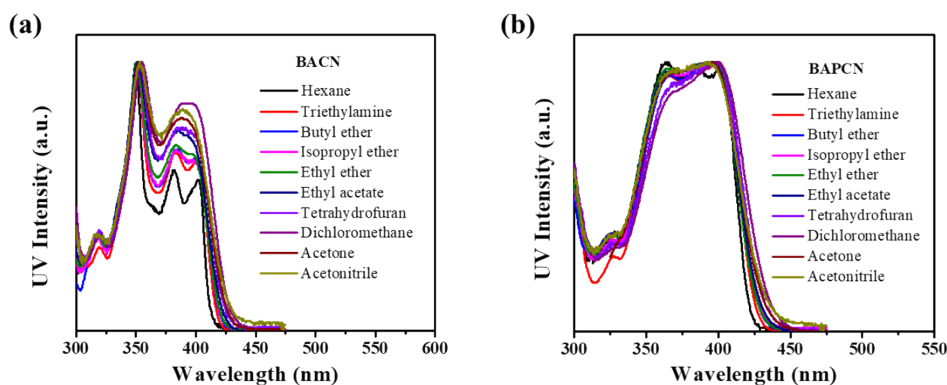 (a)
BACN
Hexane
Triethylamine
Butyl ether
Isopropyl ether
Ethyl ether
Ethyl acetate
Tetrahydrofuran
Dichloromethane
Acetone
Acetonitrile
UV Intensity (a.u.)
300 350 400 450 500 550 600
Wavelength (nm)
(b)
BAPCN
Hexane
Triethylamine
Butyl ether
Isopropyl ether
Ethyl ether
Ethyl acetate
Tetrahydrofuran
Dichloromethane
Acetone
Acetonitrile
UV Intensity (a.u.)
300 350 400 450 500 550
Wavelength (nm)